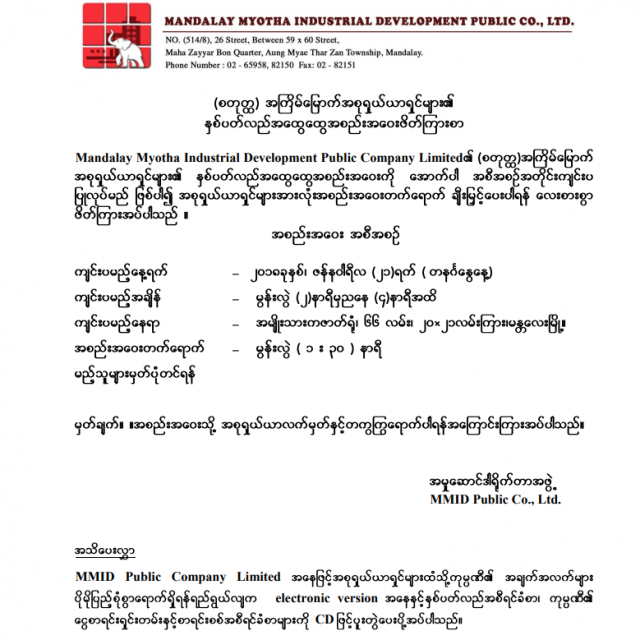 MANDALAY MYOTHA INDUSTRIAL DEVELOPMENT PUBLIC CO., LTD.
NO. (514/8), 26 Street, Between 59 x 60 Street,
Maha Zayyar Bon Quarter, Aung Myae Thar Zan Township, Mandalay.
Phone Number : 02 - 65958, 82150 Fax: 02 - 82151
(စတုတ္ထ) အကြိမ်မြောက်အစုရှယ်ယာရှင်များ၏
နှစ်ပတ်လည်အထွေထွေအစည်းအဝေးဖိတ်ကြားစာ
Mandalay Myotha Industrial Development Public Company Limited၏ (စတုတ္ထ)အကြိမ်မြောက်
အစုရှယ်ယာရှင်များ၏ နှစ်ပတ်လည်အထွေထွေအစည်းအဝေးကို အောက်ပါ အစီအစဉ်အတိုင်းကျင်းပ
ပြုလုပ်မည် ဖြစ်ပါ၍ အစုရှယ်ယာရှင်များအားလုံးအစည်းအဝေးတက်ရောက် ချီးမြှင့်ပေးပါရန် လေးစားစွာ
ဖိတ်ကြားအပ်ပါသည် ။
အစည်းအဝေး အစီအစဉ်
ကျင်းပမည့်နေ့ရက် – ၂၀၁၈ခုနှစ်၊ ဇန်နဝါရီလ (၂၁)ရက် ( တနင်္ဂနွေနေ့)
ကျင်းပမည့်အချိန် – မွန်းလွဲ (၂)နာရီမှညနေ (၄)နာရီအထိ
ကျင်းပမည့်နေရာ – အမျိုးသားကဇာတ်ရုံ၊ ၆၆ လမ်း၊ ၂၀×၂၁လမ်းကြား၊မန္တလေးမြို့။
အစည်းအဝေးတက်ရောက် – မွန်းလွဲ ( ၁ း ၃၀ ) နာရီ
မည့်သူများမှတ်ပုံတင်ရန်
မှတ်ချက်။ ။အစည်းအဝေးသို့ အစုရှယ်ယာလက်မှတ်နှင့်တကွကြွရောက်ပါရန်အကြောင်းကြားအပ်ပါသည်။
အမှုဆောင်ဒါရိုက်တာအဖွဲ့
MMID Public Co., Ltd.
အသိပေးလွှာ
MMID Public Company Limited အနေဖြင့်အစုရှယ်ယာရှင်များထံသို့ကုမ္ပဏီ၏ အချက်အလက်များ
ပိုမိုပြည့်စုံစွာရောက်ရှိရန်ရည်ရွယ်လျက electronic version အနေနှင့်နှစ်ပတ်လည်အစီရင်ခံစာ၊ ကုမ္ပဏီ၏
ငွေစာရင်းရှင်းတမ်းနှင့်စာရင်းစစ်အစီရင်ခံစာများကို CDဖြင့်ပူးတွဲပေးပို့အပ်ပါသည်။